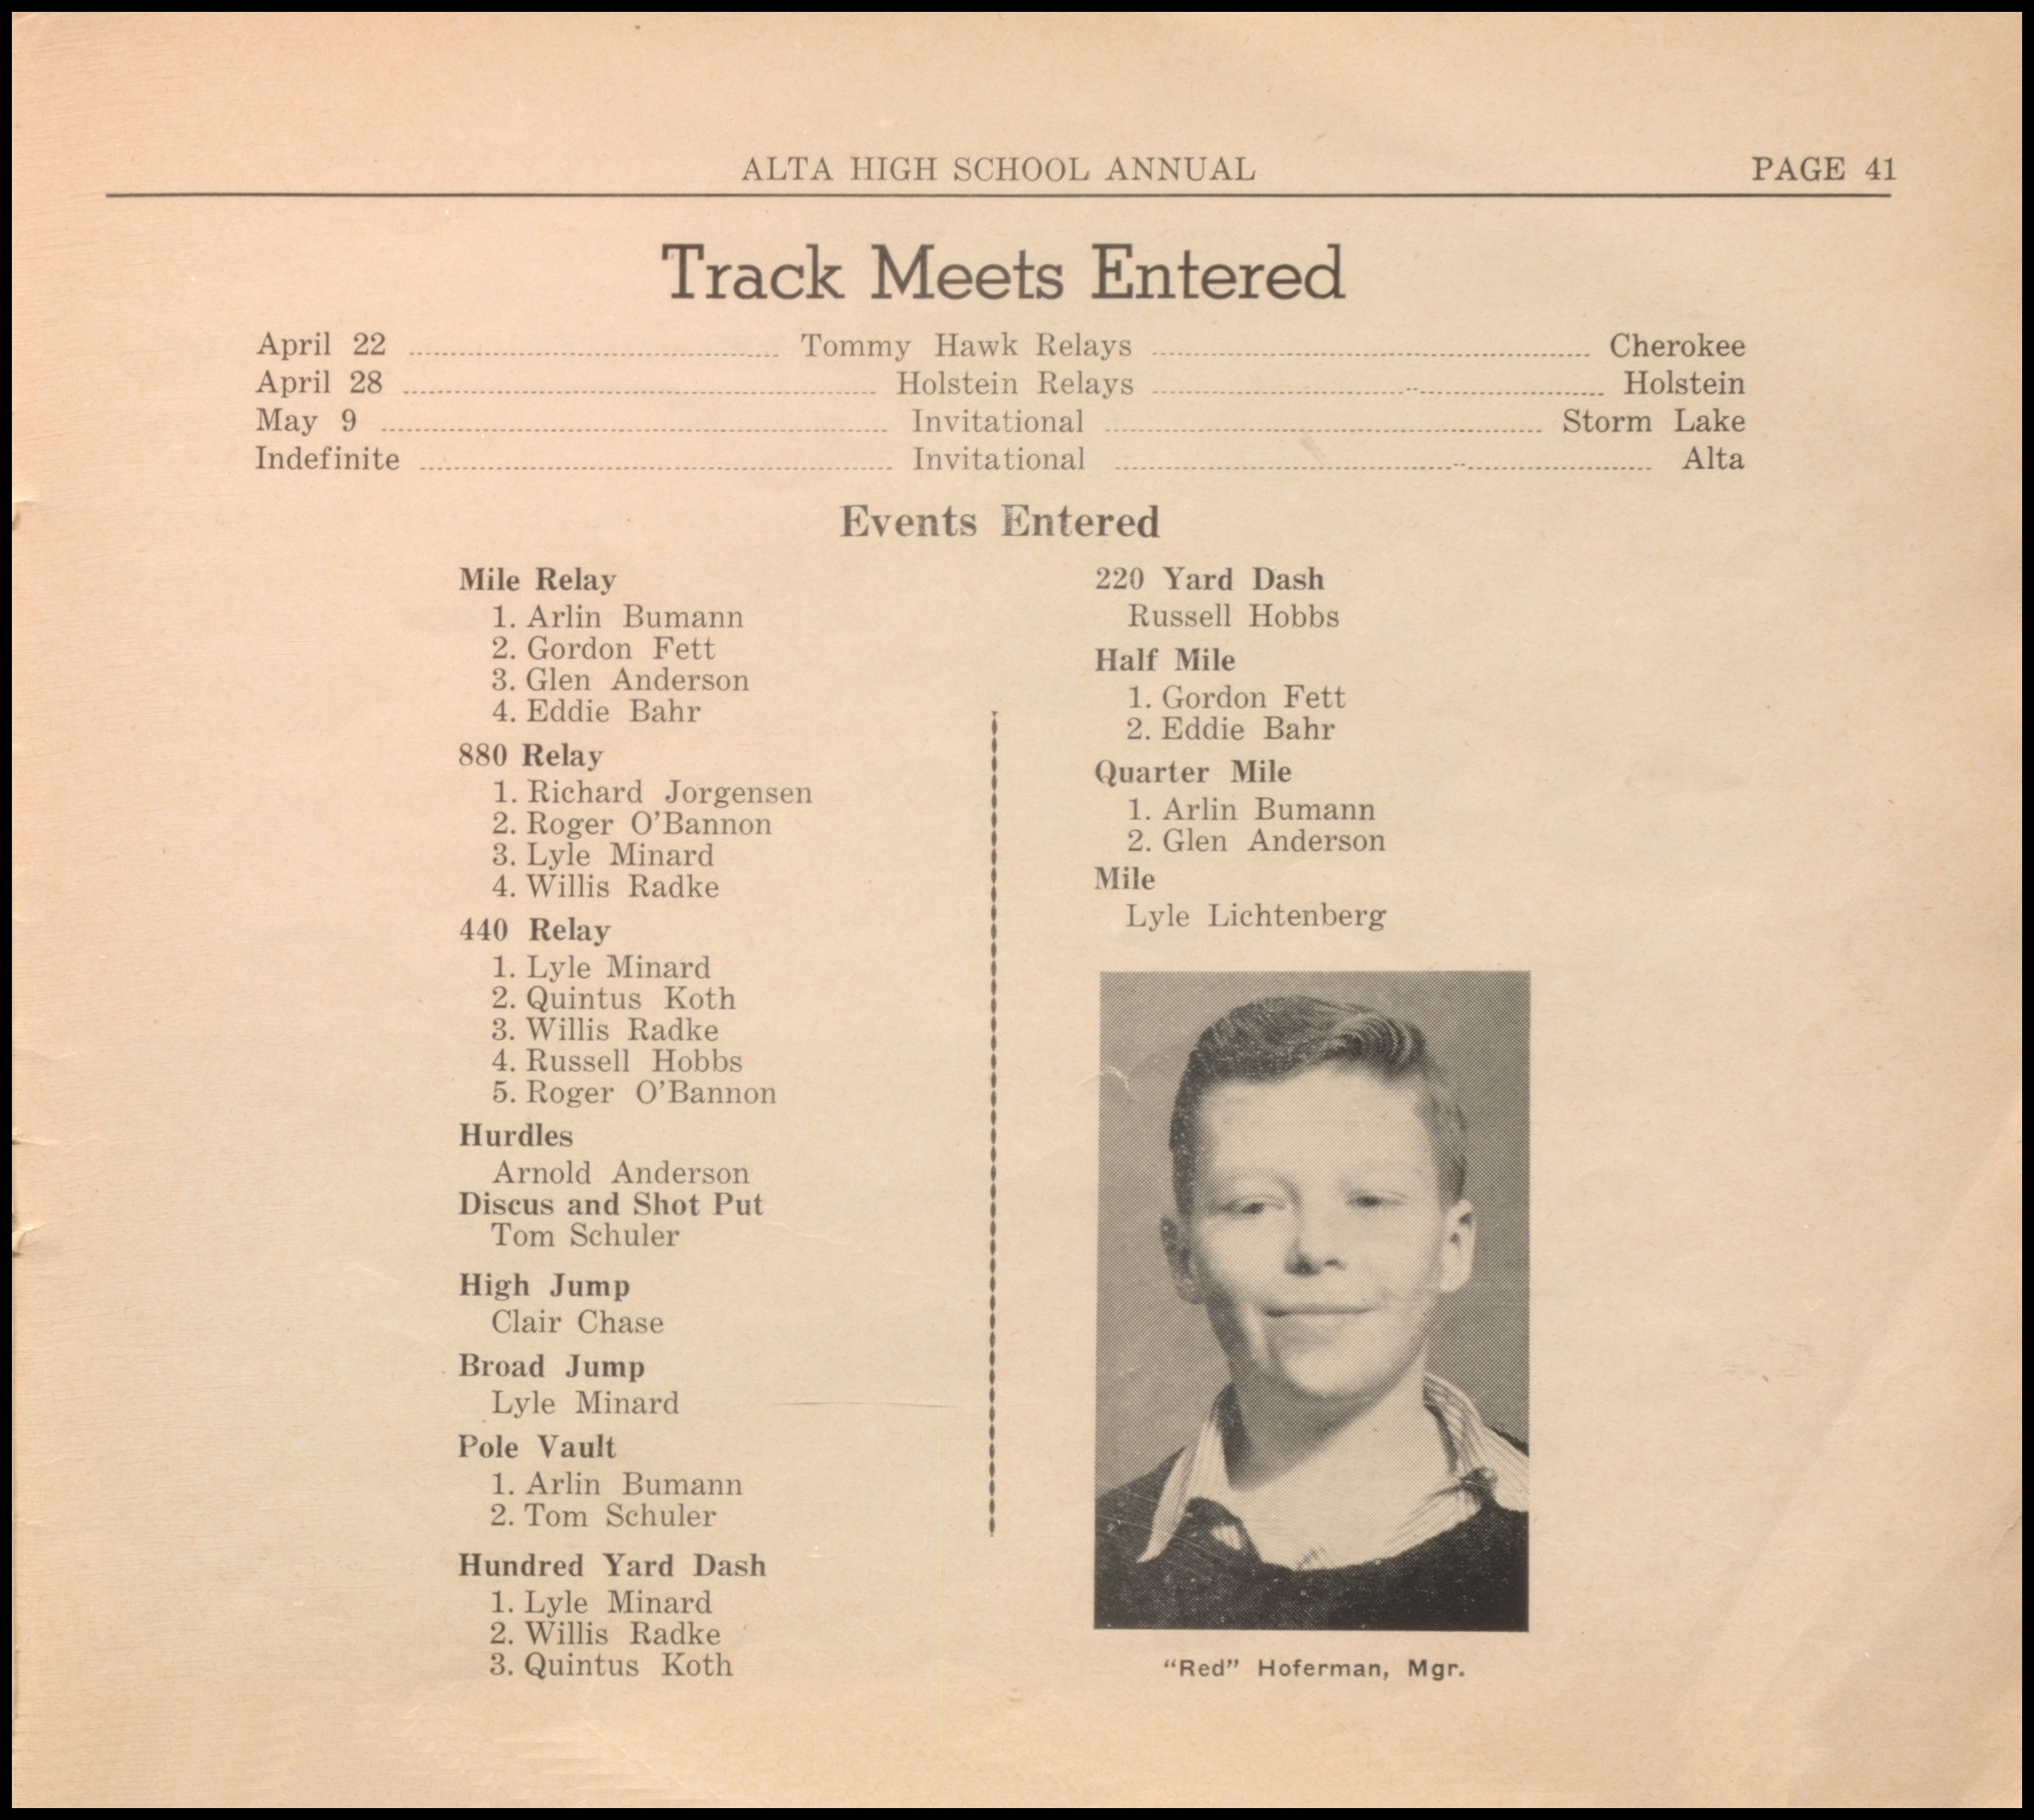 ALTA HIGH SCHOOL ANNUAL PAGE 41
Track Meets Entered
April 22 Tommy Hawk Relays Cherokee
April 28 Holstein Relays Holstein
May 9 Invitational Storm Lake
Indefinite Invitational Alta
Events Entered
Mile Relay
1. Arlin Bumann
2. Gordon Fett
3. Glen Anderson
4. Eddie Bahr
880 Relay
1. Richard Jorgensen
2. Roger O'Bannon
3. Lyle Minard
4. Willis Radke
440 Relay
1. Lyle Minard
2. Quintus Koth
3. Willis Radke
4. Russell Hobbs
5. Roger O'Bannon
Hurdles
Arnold Anderson
Discus and Shot Put
Tom Schuler
High Jump
Clair Chase
Broad Jump
Lyle Minard
Pole Vault
1. Arlin Bumann
2. Tom Schuler
Hundred Yard Dash
1. Lyle Minard
2. Willis Radke
3. Quintus Koth
220 Yard Dash
Russell Hobbs
Half Mile
1. Gordon Fett
2. Eddie Bahr
Quarter Mile
1. Arlin Bumann
2. Glen Anderson
Mile
Lyle Lichtenberg
"Red" Hoferman, Mgr.